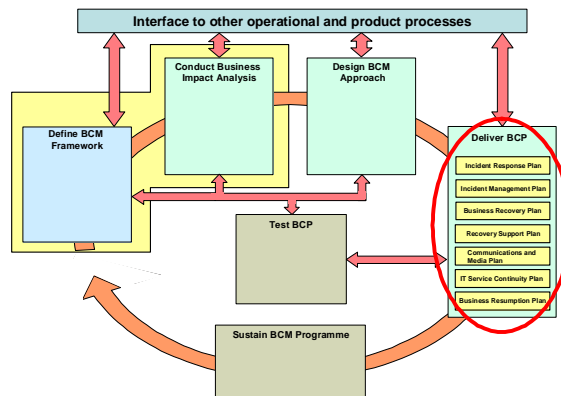 Interface to other operational and product processes
Conduct Business
Impact Analysis
Design BCM
Approach
Define BCM
Framework
Deliver BCP
Incident Response Plan
Incident Management Plan
Business Recovery Plan
Recovery Support Plan
Communications and
Media Plan
IT Service Continuity Plan
Business Resumption Plan
Test BCP
Sustain BCM Programme